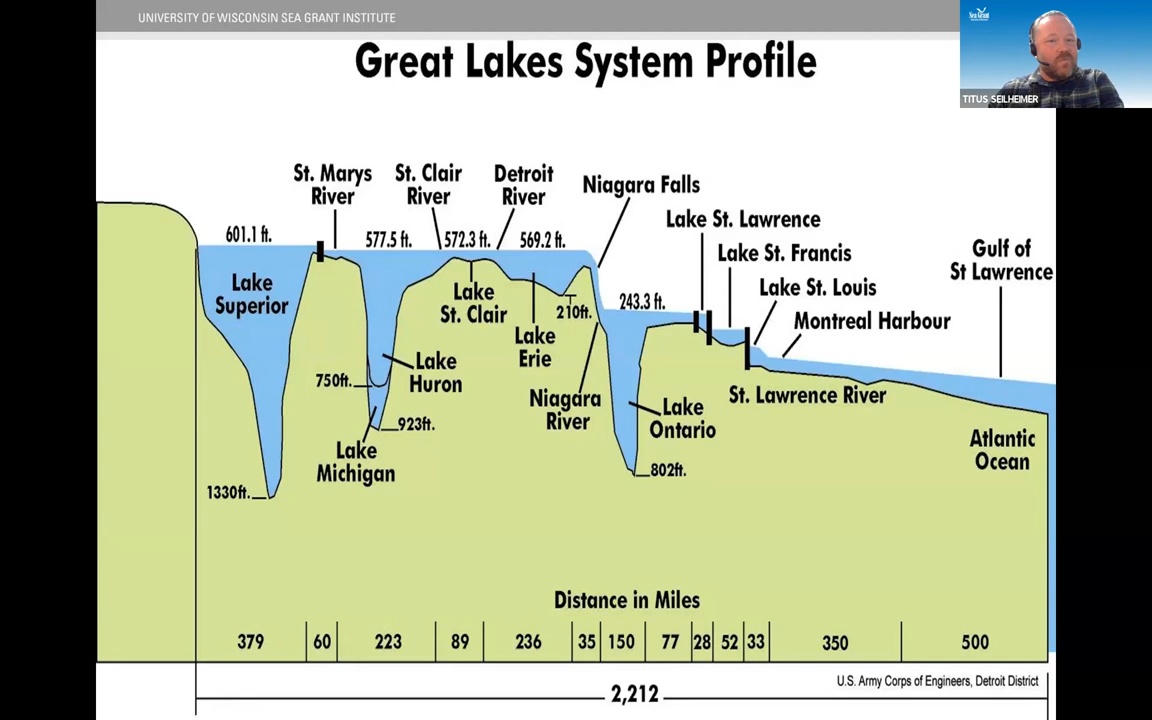 UNIVERSITY OF WISCONSIN SEA GRANT INSTITUTE
Sea Grant
TITUS SEILHEIMER
Great Lakes System Profile
St. Marys
River
St. Clair
River
Detroit
River
Niagara Falls
Lake St. Lawrence
Lake St. Francis
Lake St. Louis
Montreal Harbour
Gulf of
St Lawrence
601.1 ft.
577.5 ft.
572.3 ft.
569.2 ft.
243.3 ft.
Lake
Superior
Lake
St. Clair
210ft.
Lake
Erie
Lake
Huron
750ft.
923ft.
Lake
Michigan
1330ft.
Niagara
River
Lake
Ontario
802ft.
St. Lawrence River
Atlantic
Ocean
Distance in Miles
379 60 223 89 236 35 150 77 28 52 33 350 500
U.S. Army Corps of Engineers, Detroit District
2,212